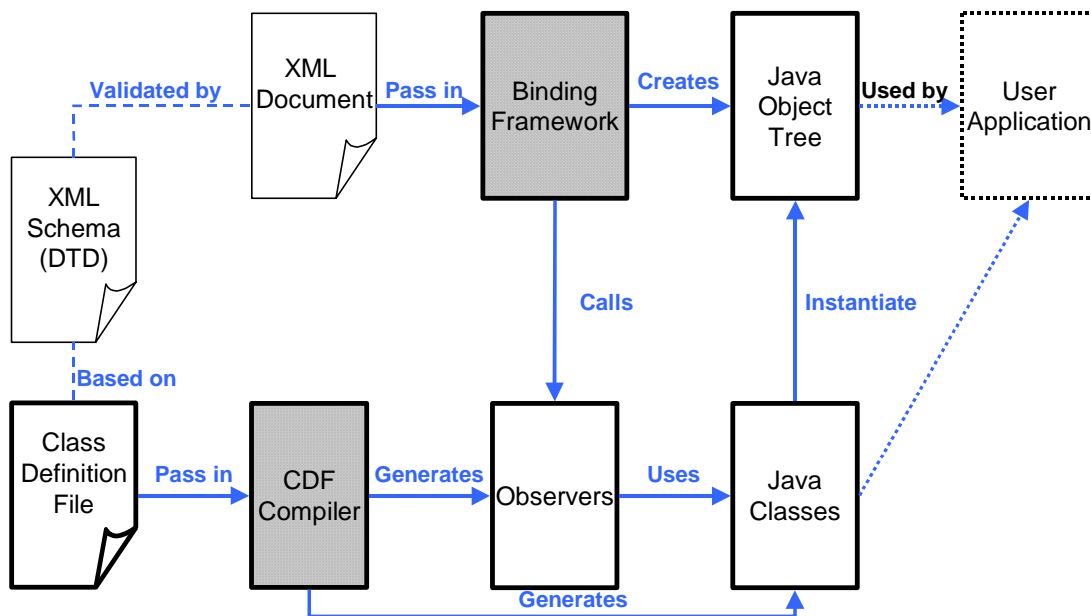 XML
Document
Validated by
Pass in
Binding
Framework
Creates
Java
Object
Tree
Used by
User
Application
XML
Schema
(DTD)
Calls
Instantiate
Based on
Class
Definition
File
Pass in
CDF
Compiler
Generates
Observers
Uses
Java
Classes
Generates